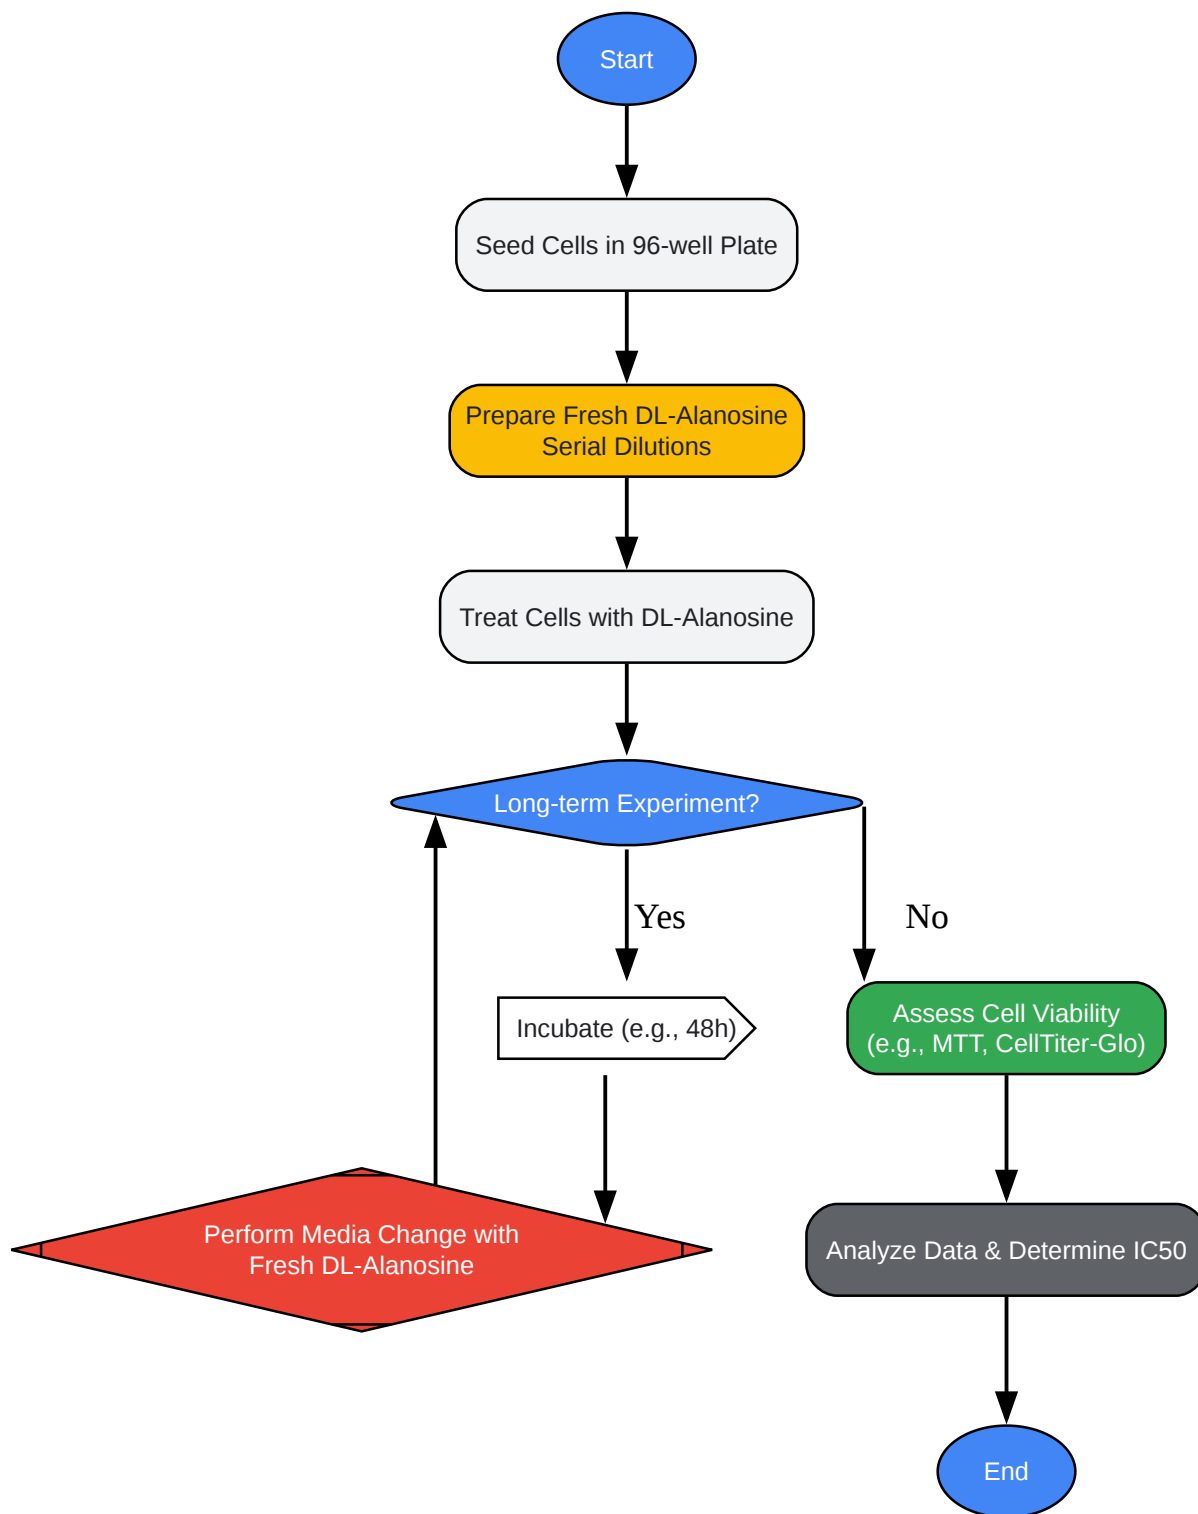 Start
Seed Cells in 96-well Plate
Prepare Fresh DL-Alanosine
Serial Dilutions
Treat Cells with DL-Alanosine
Long-term Experiment?
Yes
No
Incubate (e.g., 48h)
Assess Cell Viability
(e.g., MTT, CellTiter-Glo)
Perform Media Change with
Fresh DL-Alanosine
Analyze Data & Determine IC50
End